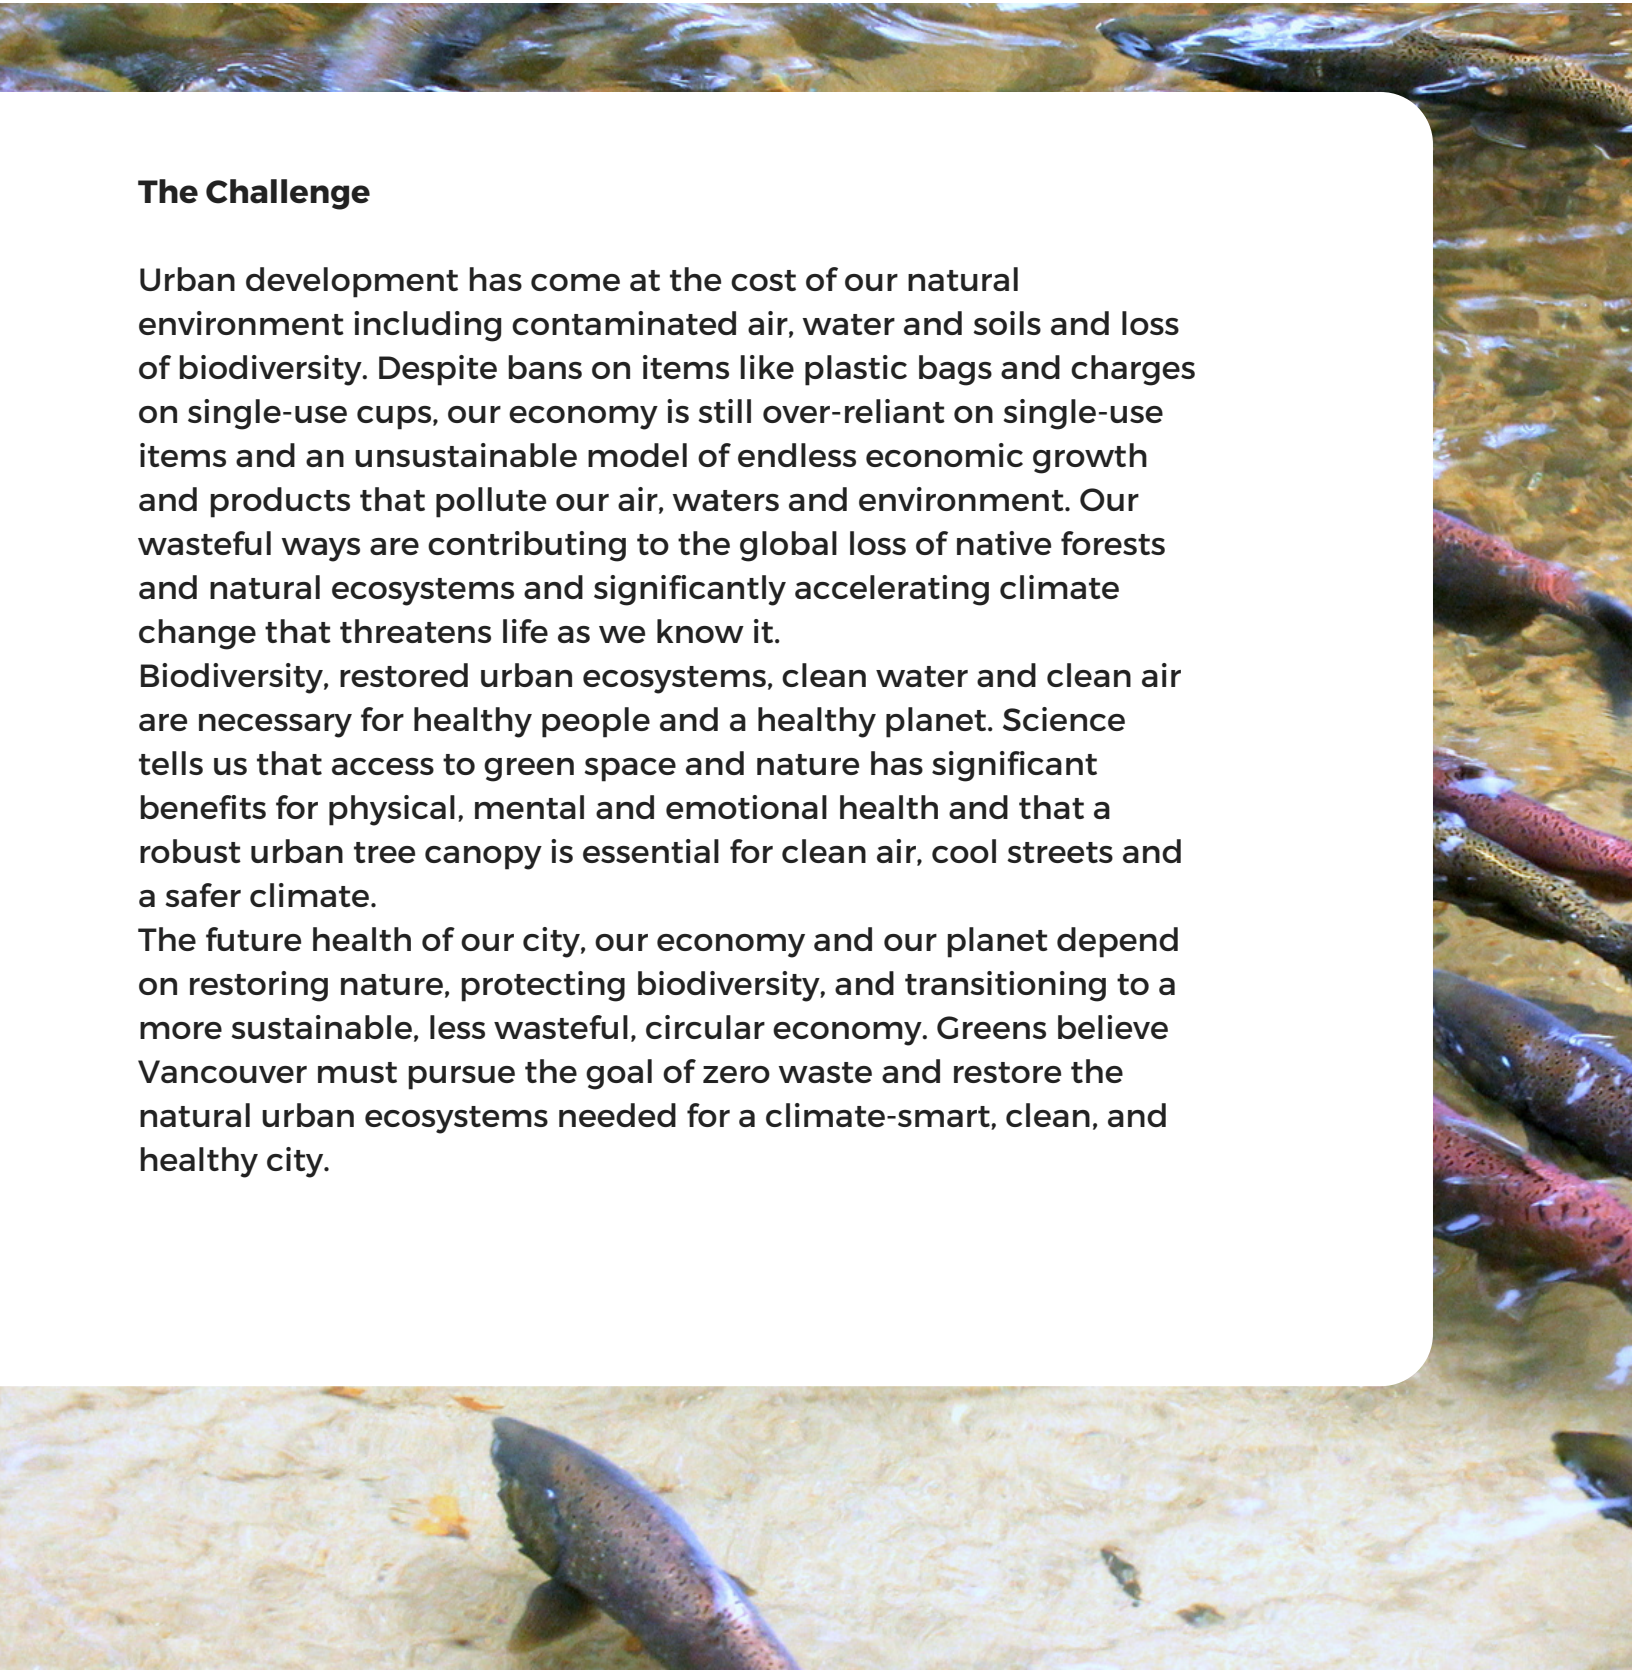 The Challenge
Urban development has come at the cost of our natural
environment including contaminated air, water and soils and loss
of biodiversity. Despite bans on items like plastic bags and charges
on single-use cups, our economy is still over-reliant on single-use
items and an unsustainable model of endless economic growth
and products that pollute our air, waters and environment. Our
wasteful ways are contributing to the global loss of native forests
and natural ecosystems and significantly accelerating climate
change that threatens life as we know it.
Biodiversity, restored urban ecosystems, clean water and clean air
are necessary for healthy people and a healthy planet. Science
tells us that access to green space and nature has significant
benefits for physical, mental and emotional health and that a
robust urban tree canopy is essential for clean air, cool streets and
a safer climate.
The future health of our city, our economy and our planet depend
on restoring nature, protecting biodiversity, and transitioning to a
more sustainable, less wasteful, circular economy. Greens believe
Vancouver must pursue the goal of zero waste and restore the
natural urban ecosystems needed for a climate-smart, clean, and
healthy city.